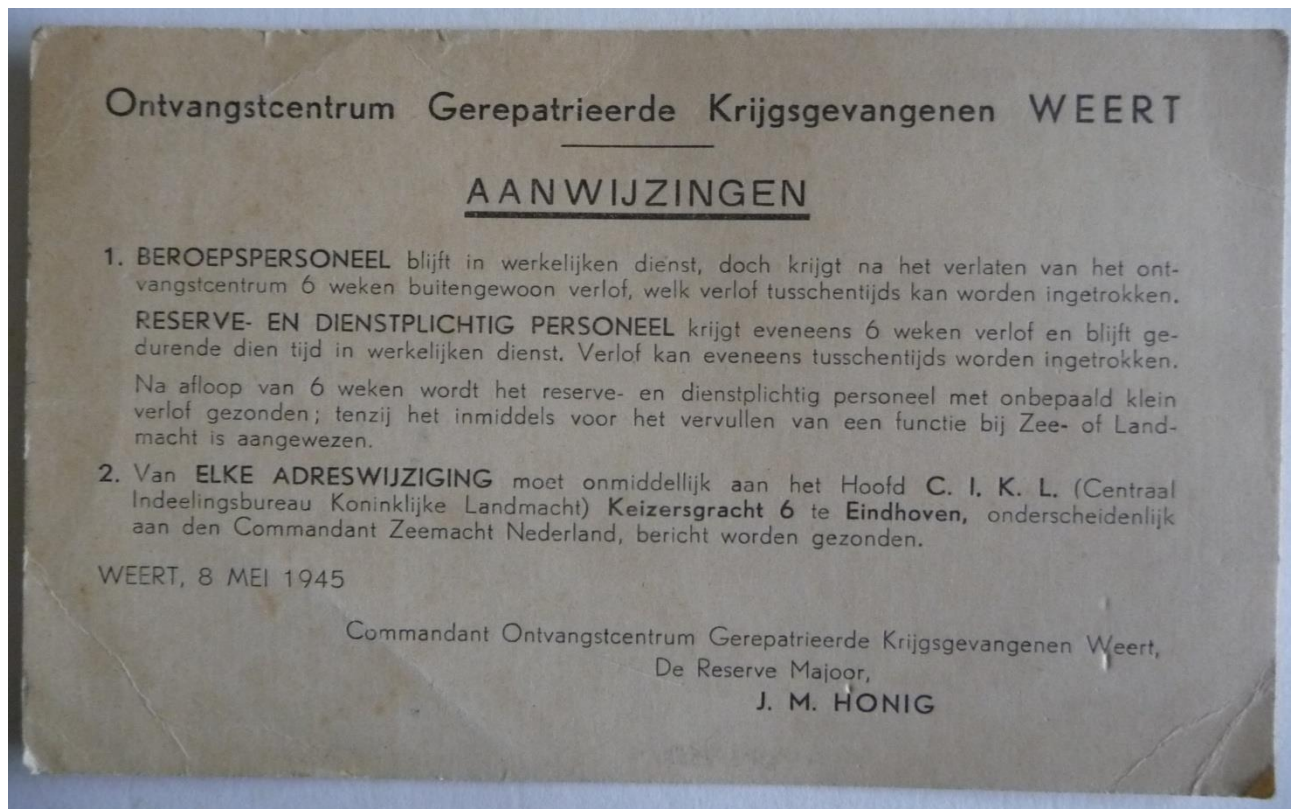 Ontvangstcentrum Gerepatrieerde Krijgsgevangenen WEERT
AANWIJZINGEN
1. BEROEPSPERSONEEL blijft in werkelijken dienst, doch krijgt na het verlaten van het ont-
vangstcentrum 6 weken buitengewoon verlof, welk verlof tusschentijds kan worden ingetrokken.
RESERVE- EN DIENSTPLICHTIG PERSONEEL krijgt eveneens 6 weken verlof en blijft ge-
durende dien tijd in werkelijken dienst. Verlof kan eveneens tusschentijds worden ingetrokken.
Na afloop van 6 weken wordt het reserve- en dienstplichtig personeel met onbepaald klein
verlof gezonden; tenzij het inmiddels voor het vervullen van een functie bij Zee- of Land-
macht is aangewezen.
2. Van ELKE ADRESWIJZIGING moet onmiddellijk aan het Hoofd C. I. K. L. (Centraal
Indeelingsbureau Koninklijke Landmacht) Keizersgracht 6 te Eindhoven, onderscheidenlijk
aan den Commandant Zeemacht Nederland, bericht worden gezonden.
WEERT, 8 MEI 1945
Commandant Ontvangstcentrum Gerepatrieerde Krijgsgevangenen Weert,
De Reserve Majoor,
J. M. HONIG